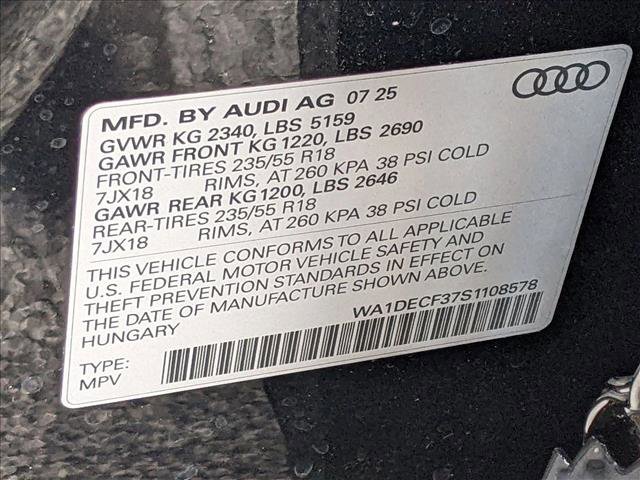 MFD. BY AUDI AG 07 25
GVWR KG 2340, LBS 5159
GAWR FRONT KG 1220, LBS 2690
FRONT-TIRES 235/55 R18
7JX18 RIMS, AT 260 KPA 38 PSI COLD
GAWR REAR KG 1200, LBS 2646
REAR-TIRES 235/55 R18
7JX18 RIMS, AT 260 KPA 38 PSI COLD
THIS VEHICLE CONFORMS TO ALL APPLICABLE
U.S. FEDERAL MOTOR VEHICLE SAFETY AND
THEFT PREVENTION STANDARDS IN EFFECT ON
THE DATE OF MANUFACTURE SHOWN ABOVE.
HUNGARY WA1DECF37S1108578
TYPE:
MPV